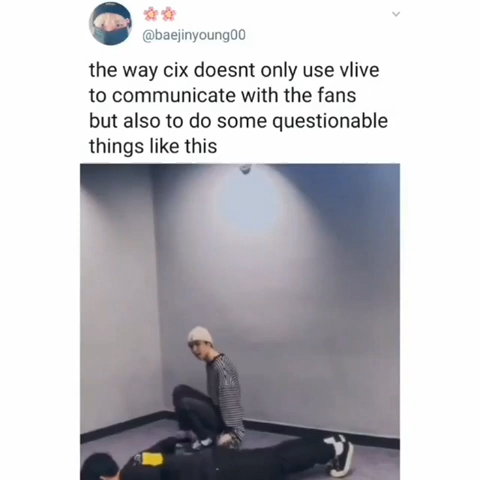 @baejinyoung00
the way cix doesnt only use vlive
to communicate with the fans
but also to do some questionable
things like this